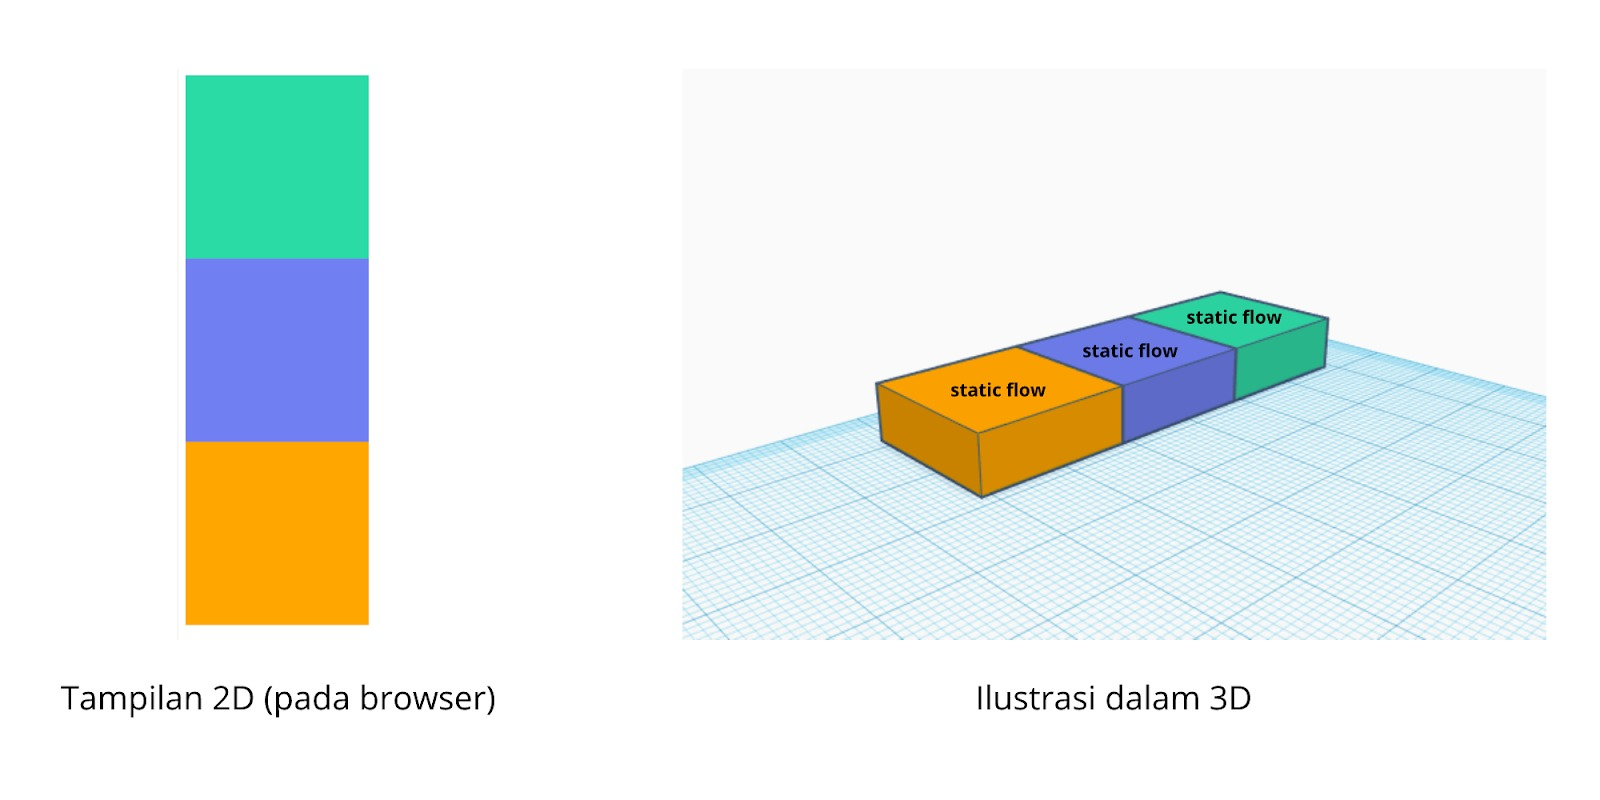 static flow
static flow
static flow
Tampilan 2D (pada browser)
Ilustrasi dalam 3D